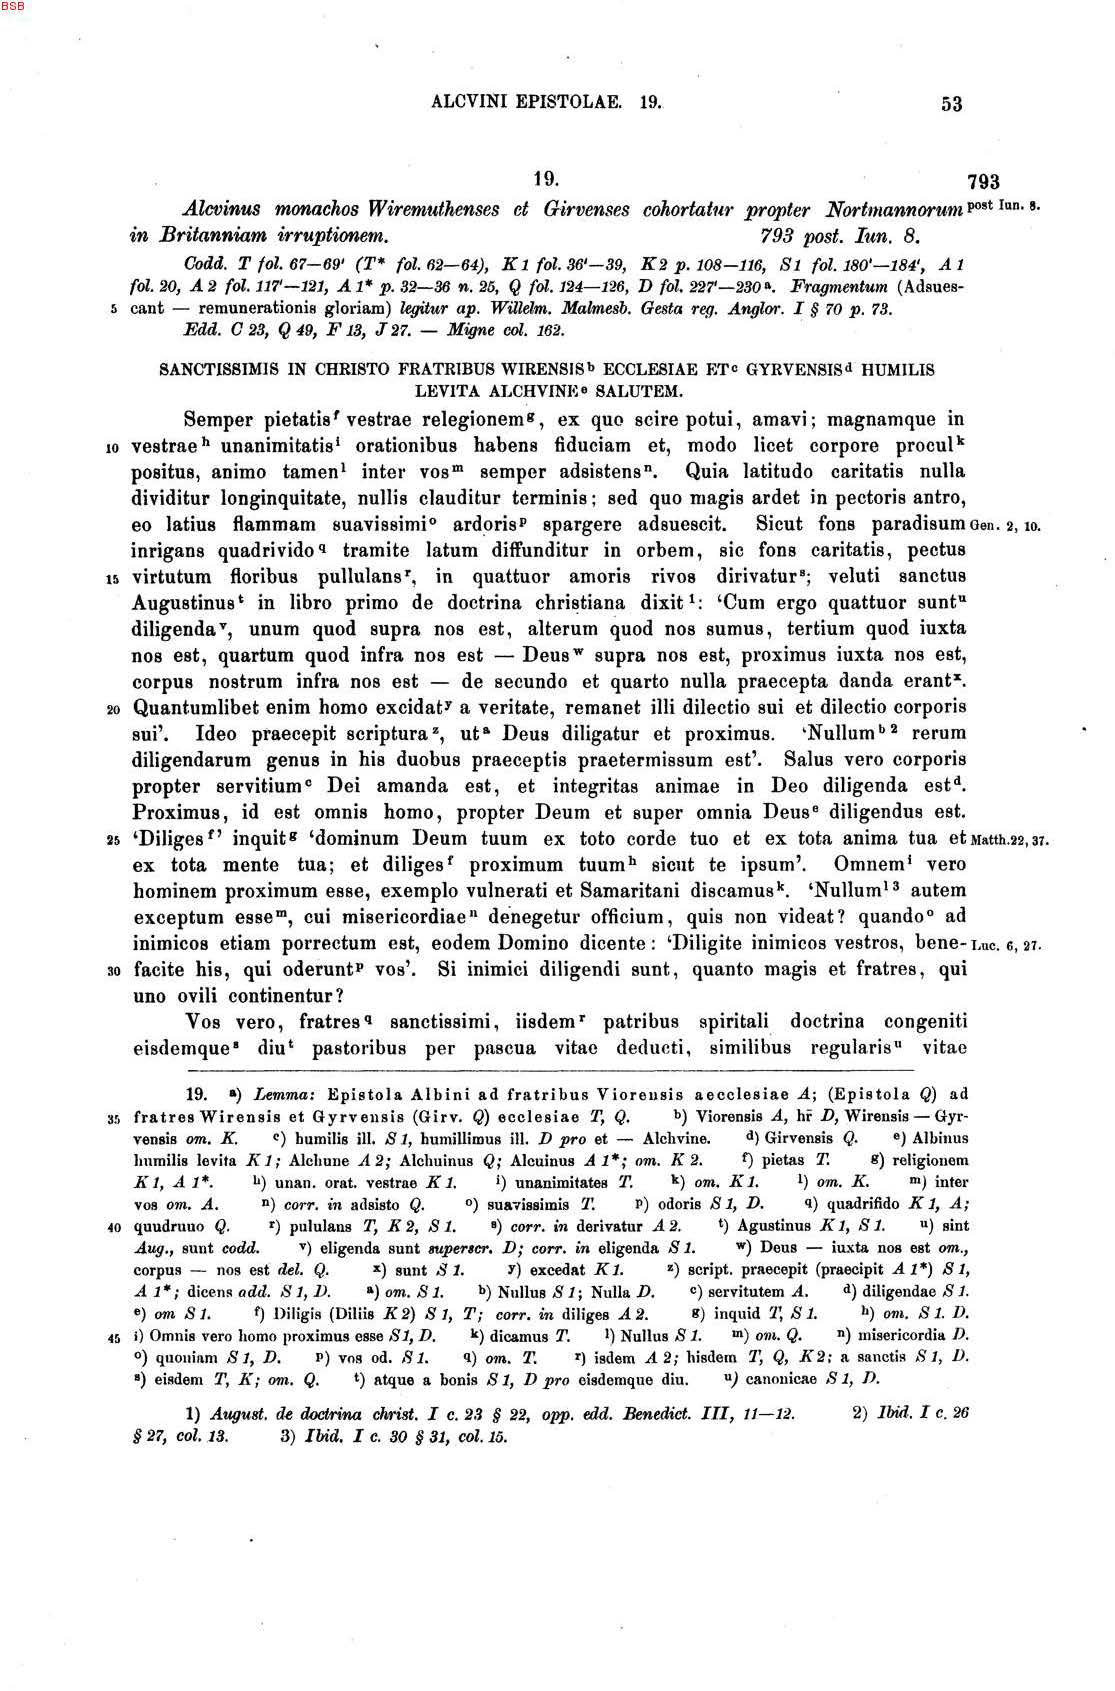 BSB
ALCVINI EPISTOLAE. 19. 53
19. 793
Alcvinus monachos Wiremuthenses et Girvenses cohortatur propter Nortmannorum post Iun. 8.
in Britanniam irruptionem. 793 post. Iun. 8.
Codd. T fol. 67—69' (T* fol. 62—64), K 1 fol. 36'—39, K 2 p. 108—116, S 1 fol. 180'—184', A 1
fol. 20, A 2 fol. 117'—121, A 1* p. 32—36 n. 25, Q fol. 124—126, D fol. 227'—230 ᵃ. Fragmentum (Adsues-
5 cant — remunerationis gloriam) legitur ap. Willelm. Malmesb. Gesta reg. Anglor. I § 70 p. 73.
Edd. C 23, Q 49, F 13, J 27. — Migne col. 162.
SANCTISSIMIS IN CHRISTO FRATRIBUS WIRENSIS ᵇ ECCLESIAE ET ᶜ GYRVENSIS ᵈ HUMILIS
LEVITA ALCHVINE ᵉ SALUTEM.
Semper pietatis ᶠ vestrae relegionem ᵍ, ex quo scire potui, amavi; magnamque in
10 vestrae ʰ unanimitatis ⁱ orationibus habens fiduciam et, modo licet corpore procul ᵏ
positus, animo tamen ˡ inter vos ᵐ semper adsistens ⁿ. Quia latitudo caritatis nulla
dividitur longinquitate, nullis clauditur terminis; sed quo magis ardet in pectoris antro,
eo latius flammam suavissimi ᵒ ardoris ᵖ spargere adsuescit. Sicut fons paradisum Gen. 2, 10.
inrigans quadrivido q tramite latum diffunditur in orbem, sic fons caritatis, pectus
15 virtutum floribus pullulans ʳ, in quattuor amoris rivos dirivatur ˢ; veluti sanctus
Augustinus ᵗ in libro primo de doctrina christiana dixit ¹: ‘Cum ergo quattuor sunt ᵘ
diligenda ᵛ, unum quod supra nos est, alterum quod nos sumus, tertium quod iuxta
nos est, quartum quod infra nos est — Deus ʷ supra nos est, proximus iuxta nos est,
corpus nostrum infra nos est — de secundo et quarto nulla praecepta danda erant ˣ.
20 Quantumlibet enim homo excidat ʸ a veritate, remanet illi dilectio sui et dilectio corporis
sui’. Ideo praecepit scriptura ᶻ, ut ᵃ Deus diligatur et proximus. ‘Nullum ᵇ ² rerum
diligendarum genus in his duobus praeceptis praetermissum est’. Salus vero corporis
propter servitium ᶜ Dei amanda est, et integritas animae in Deo diligenda est ᵈ.
Proximus, id est omnis homo, propter Deum et super omnia Deus ᵉ diligendus est.
25 ‘Diliges ᶠ’ inquit ᵍ ‘dominum Deum tuum ex toto corde tuo et ex tota anima tua et Matth. 22, 37.
ex tota mente tua; et diliges ᶠ proximum tuum ʰ sicut te ipsum’. Omnem ⁱ vero
hominem proximum esse, exemplo vulnerati et Samaritani discamus ᵏ. ‘Nullum ˡ ³ autem
exceptum esse ᵐ, cui misericordiae ⁿ denegetur officium, quis non videat? quando ᵒ ad
inimicos etiam porrectum est, eodem Domino dicente: ‘Diligite inimicos vestros, bene- Luc. 6, 27.
30 facite his, qui oderunt ᵖ vos’. Si inimici diligendi sunt, quanto magis et fratres, qui
uno ovili continentur?
Vos vero, fratres q sanctissimi, iisdem ʳ patribus spiritali doctrina congeniti
eisdemque ˢ diu ᵗ pastoribus per pascua vitae deducti, similibus regularis ᵘ vitae
19. a) Lemma: Epistola Albini ad fratribus Viorensis aecclesiae A; (Epistola Q) ad
35 fratres Wirensis et Gyrvensis (Girv. Q) ecclesiae T, Q. b) Viorensis A, hr̄ D, Wirensis — Gyr-
vensis om. K. c) humilis ill. S 1, humillimus ill. D pro et — Alchvine. d) Girvensis Q. e) Albinus
humilis levita K 1; Alchune A 2; Alchuinus Q; Alcuinus A 1*; om. K 2. f) pietas T. g) religionem
K 1, A 1*. h) unan. orat. vestrae K 1. i) unanimitates T. k) om. K 1. l) om. K. m) inter
vos om. A. n) corr. in adsisto Q. o) suavissimis T. p) odoris S 1, D. q) quadrifido K 1, A;
40 quudruuo Q. r) pululans T, K 2, S 1. s) corr. in derivatur A 2. t) Agustinus K 1, S 1. u) sint
Aug., sunt codd. v) eligenda sunt superscr. D; corr. in eligenda S 1. w) Deus — iuxta nos est om.,
corpus — nos est del. Q. x) sunt S 1. y) excedat K 1. z) script. praecepit (praecipit A 1*) S 1,
A 1*; dicens add. S 1, D. a) om. S 1. b) Nullus S 1; Nulla D. c) servitutem A. d) diligendae S 1.
e) om S 1. f) Diligis (Diliis K 2) S 1, T; corr. in diliges A 2. g) inquid T, S 1. h) om. S 1. D.
45 i) Omnis vero homo proximus esse S 1, D. k) dicamus T. l) Nullus S 1. m) om. Q. n) misericordia D.
o) quoniam S 1, D. p) vos od. S 1. q) om. T. r) isdem A 2; hisdem T, Q, K 2; a sanctis S 1, D.
s) eisdem T, K; om. Q. t) atque a bonis S 1, D pro eisdemque diu. u) canonicae S 1, D.
1) August. de doctrina christ. I c. 23 § 22, opp. edd. Benedict. III, 11—12. 2) Ibid. I c. 26
§ 27, col. 13. 3) Ibid. I c. 30 § 31, col. 15.